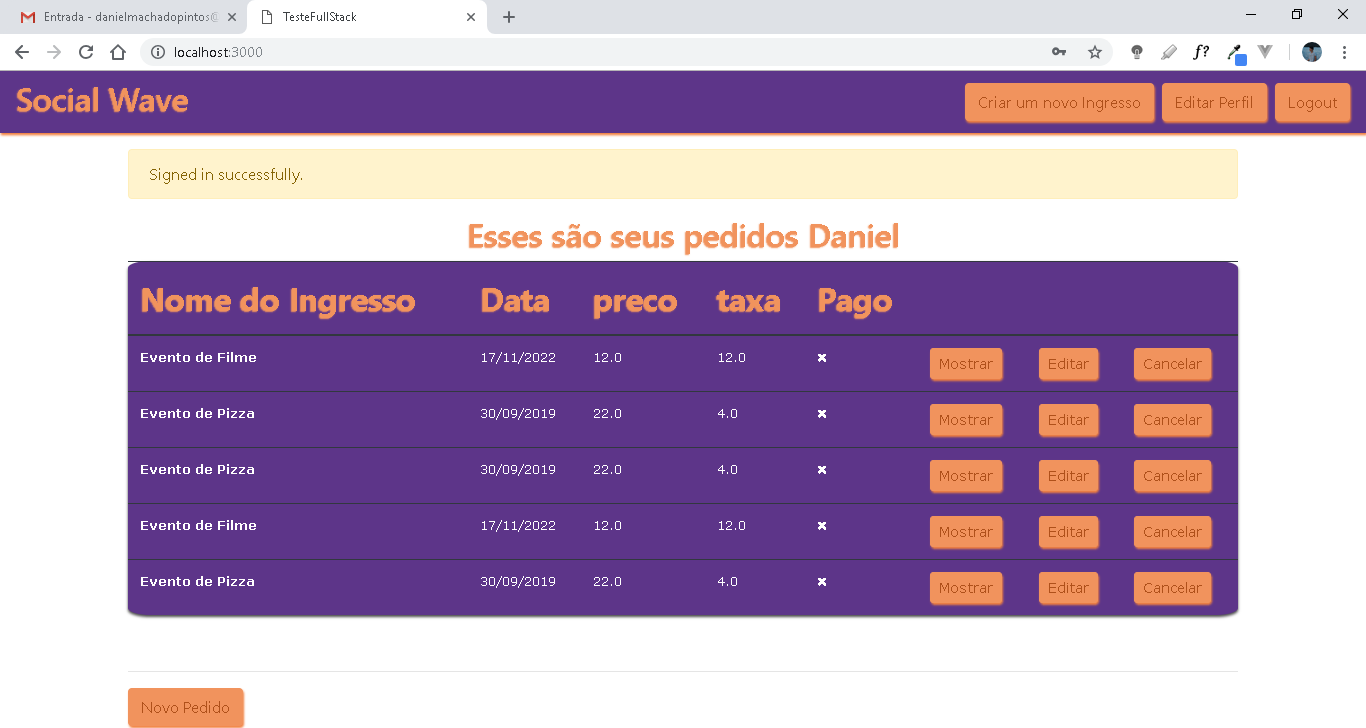 Entrada - danielmachadopintos@
TesteFullStack
localhost:3000
f?
Social Wave
Criar um novo Ingresso
Editar Perfil
Logout
Signed in successfully.
Esses são seus pedidos Daniel
Nome do Ingresso Data preco taxa Pago
Evento de Filme 17/11/2022 12.0 12.0 Mostrar Editar Cancelar
Evento de Pizza 30/09/2019 22.0 4.0 Mostrar Editar Cancelar
Evento de Pizza 30/09/2019 22.0 4.0 Mostrar Editar Cancelar
Evento de Filme 17/11/2022 12.0 12.0 Mostrar Editar Cancelar
Evento de Pizza 30/09/2019 22.0 4.0 Mostrar Editar Cancelar
Novo Pedido